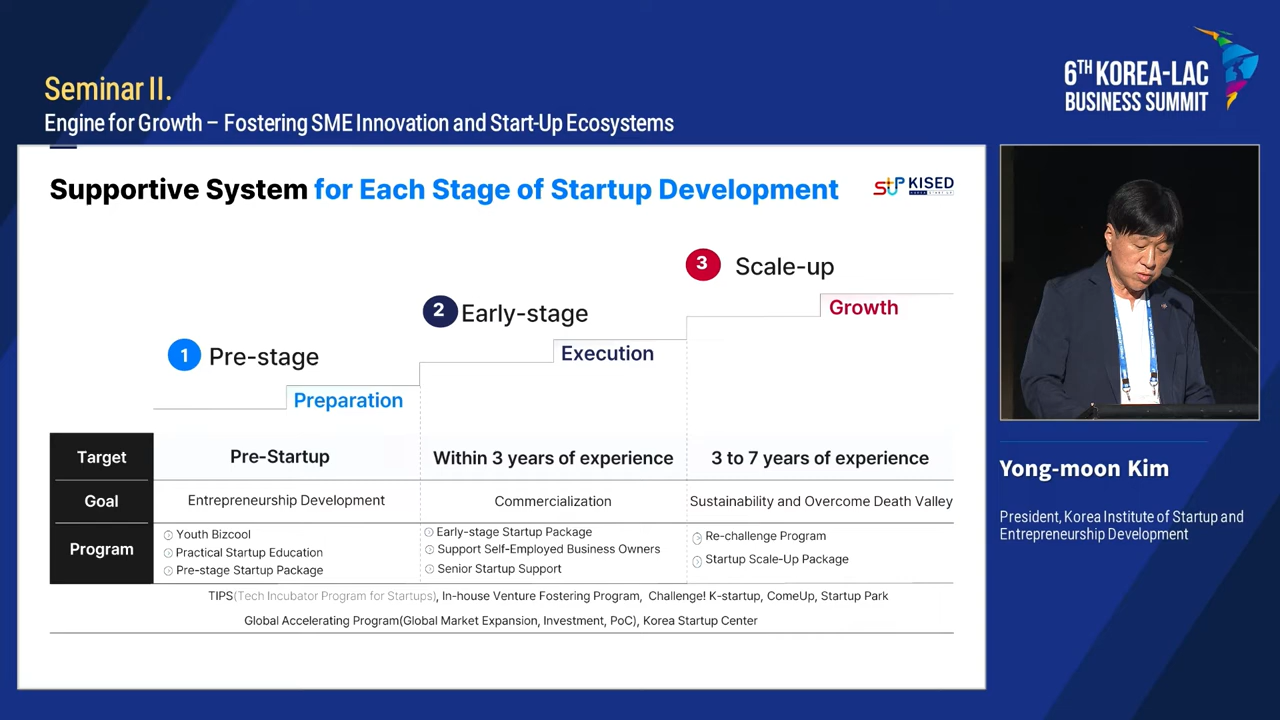 Seminar II.
Engine for Growth – Fostering SME Innovation and Start-Up Ecosystems
6TH KOREA-LAC
BUSINESS SUMMIT
Supportive System for Each Stage of Startup Development
KISED
3 Scale-up
Growth
2 Early-stage
Execution
1 Pre-stage
Preparation
Target Pre-Startup Within 3 years of experience 3 to 7 years of experience
Goal Entrepreneurship Development Commercialization Sustainability and Overcome Death Valley
Program
Youth Bizcool
Practical Startup Education
Pre-stage Startup Package
Early-stage Startup Package
Support Self-Employed Business Owners
Senior Startup Support
Re-challenge Program
Startup Scale-Up Package
TIPS(Tech Incubator Program for Startups), In-house Venture Fostering Program, Challenge! K-startup, ComeUp, Startup Park
Global Accelerating Program(Global Market Expansion, Investment, PoC), Korea Startup Center
Yong-moon Kim
President, Korea Institute of Startup and
Entrepreneurship Development